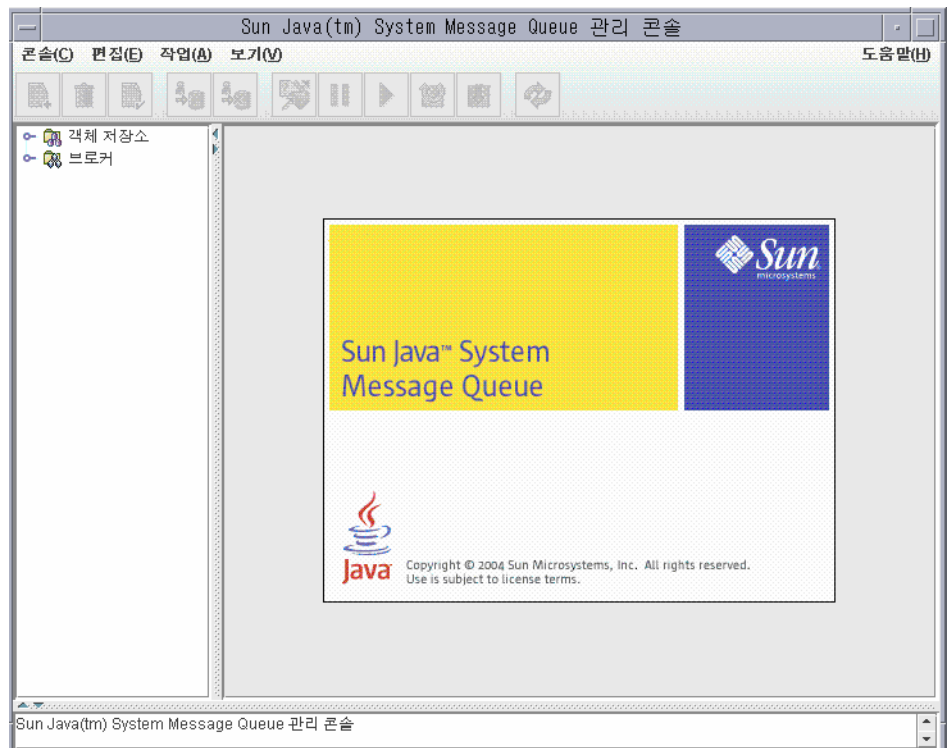 Sun Java(tm) System Message Queue 관리 콘솔
콘솔(C) 편집(E) 작업(A) 보기(V) 도움말(H)
객체 저장소
브로커
Sun
microsystems
Sun Java™ System
Message Queue
Java
Copyright © 2004 Sun Microsystems, Inc. All rights reserved.
Use is subject to license terms.
Sun Java(tm) System Message Queue 관리 콘솔